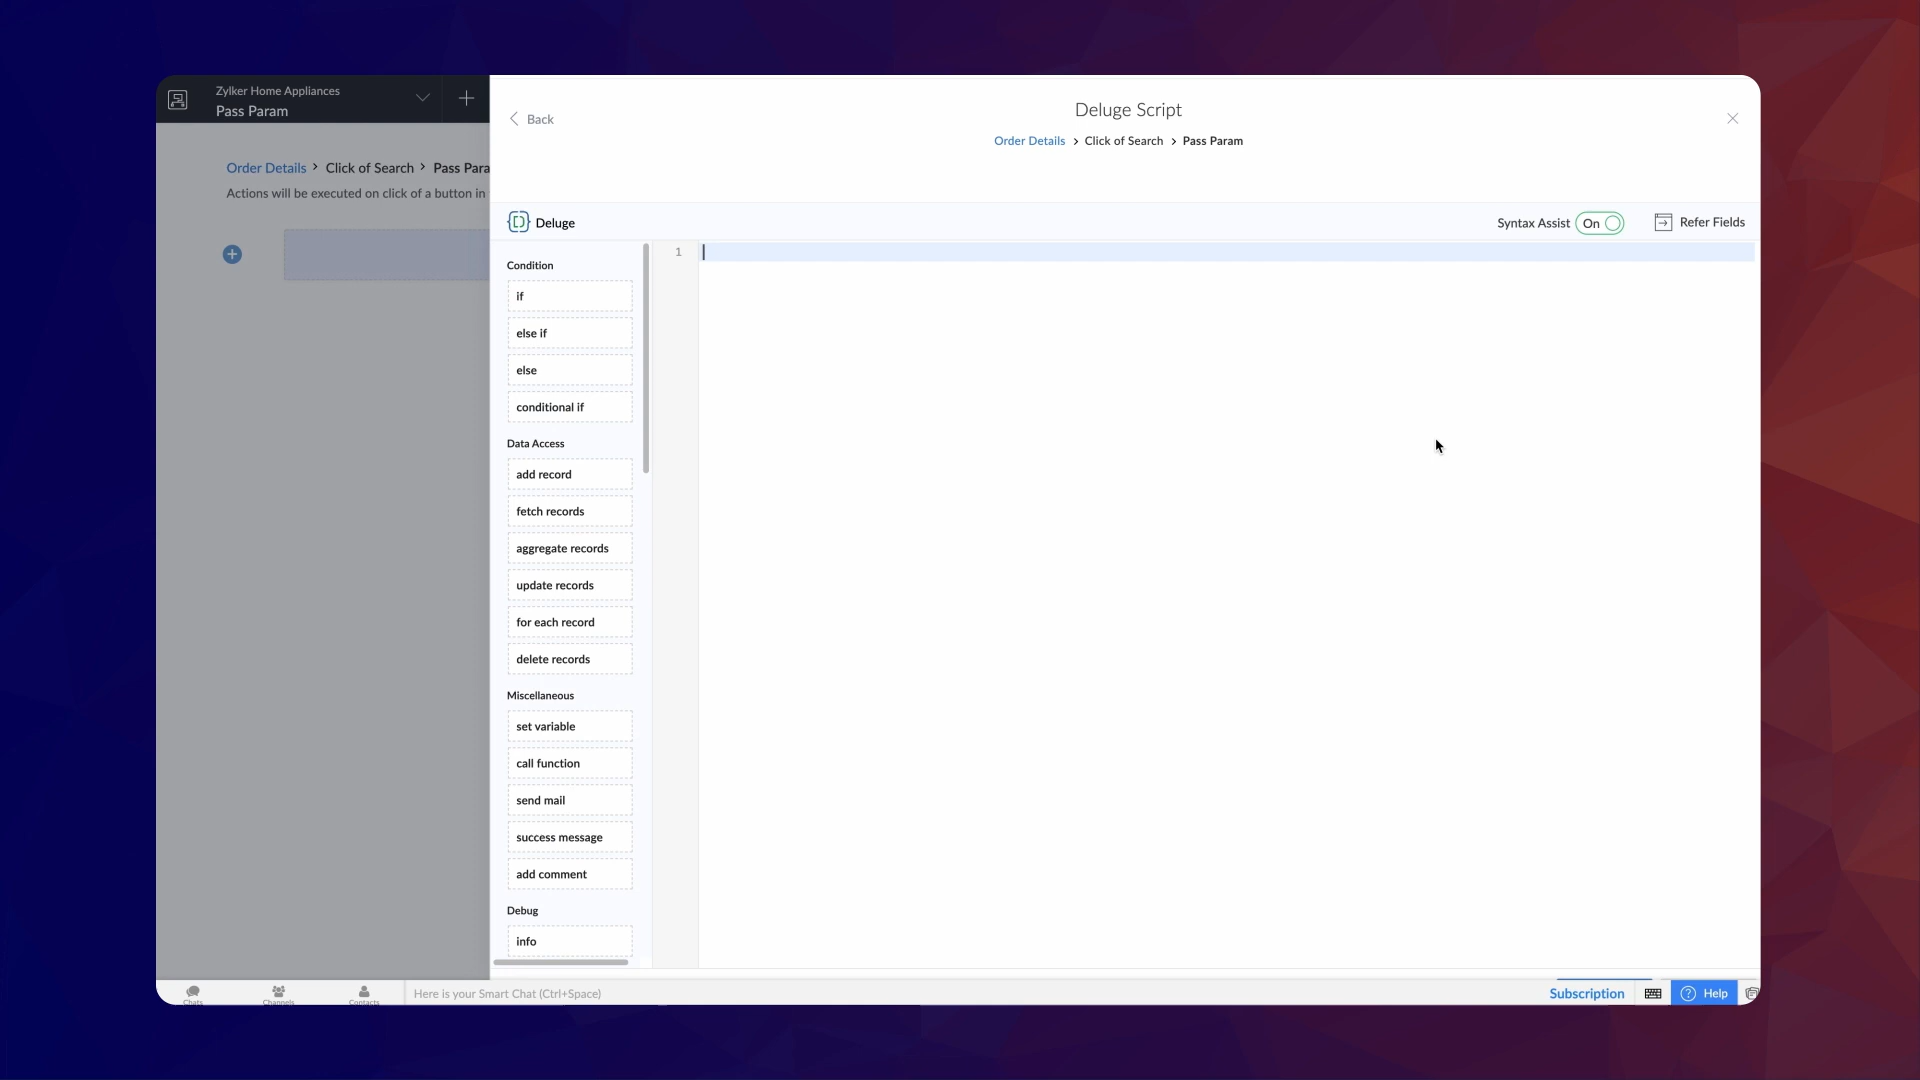 Zylker Home Appliances
Pass Param
Order Details > Click of Search > Pass Para
Actions will be executed on click of a button in
Back
Deluge Script
Order Details > Click of Search > Pass Param
Deluge
Syntax Assist On
Refer Fields
Condition
if
else if
else
conditional if
Data Access
add record
fetch records
aggregate records
update records
for each record
delete records
Miscellaneous
set variable
call function
send mail
success message
add comment
Debug
info
1
Chats
Channels
Contacts
Here is your Smart Chat (Ctrl+Space)
Subscription
Help